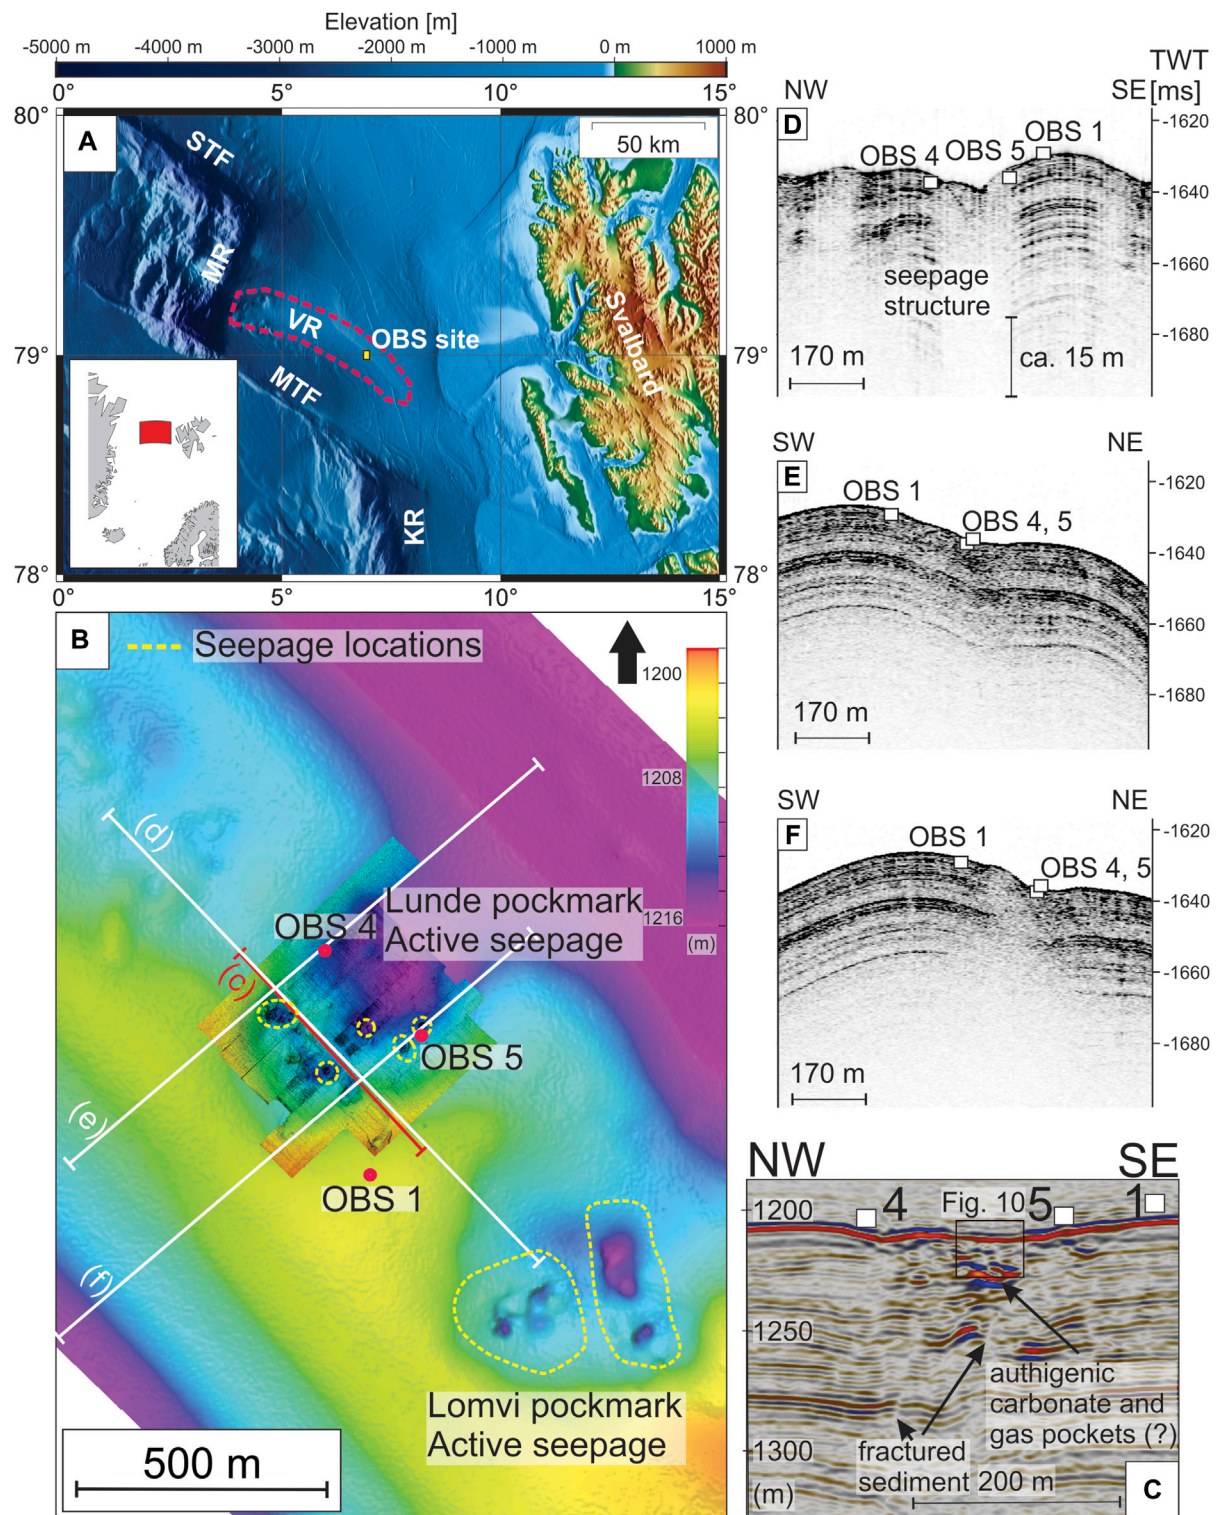 Elevation [m]
-5000 m -4000 m -3000 m -2000 m -1000 m 0 m 1000 m
0° 5° 10° 15°
80° 80°
A
STF
50 km
MR
VR
OBS site
Svalbard
79° 79°
MTF
KR
78° 78°
0° 5° 10° 15°
B
Seepage locations
1200
1208
1216
(m)
(d)
Lunde pockmark
Active seepage
OBS 4
(c)
OBS 5
(e)
OBS 1
(f)
Lomvi pockmark
Active seepage
500 m
TWT
[ms]
NW SE
D
OBS 4 OBS 5 OBS 1
seepage
structure
170 m
ca. 15 m
-1620
-1640
-1660
-1680
SW NE
E
OBS 1
OBS 4, 5
170 m
-1620
-1640
-1660
-1680
SW NE
F
OBS 1
OBS 4, 5
170 m
-1620
-1640
-1660
-1680
NW SE
1200
4 Fig. 10 5 1
1250
authigenic
carbonate and
gas pockets (?)
fractured
sediment
1300
(m)
200 m
C